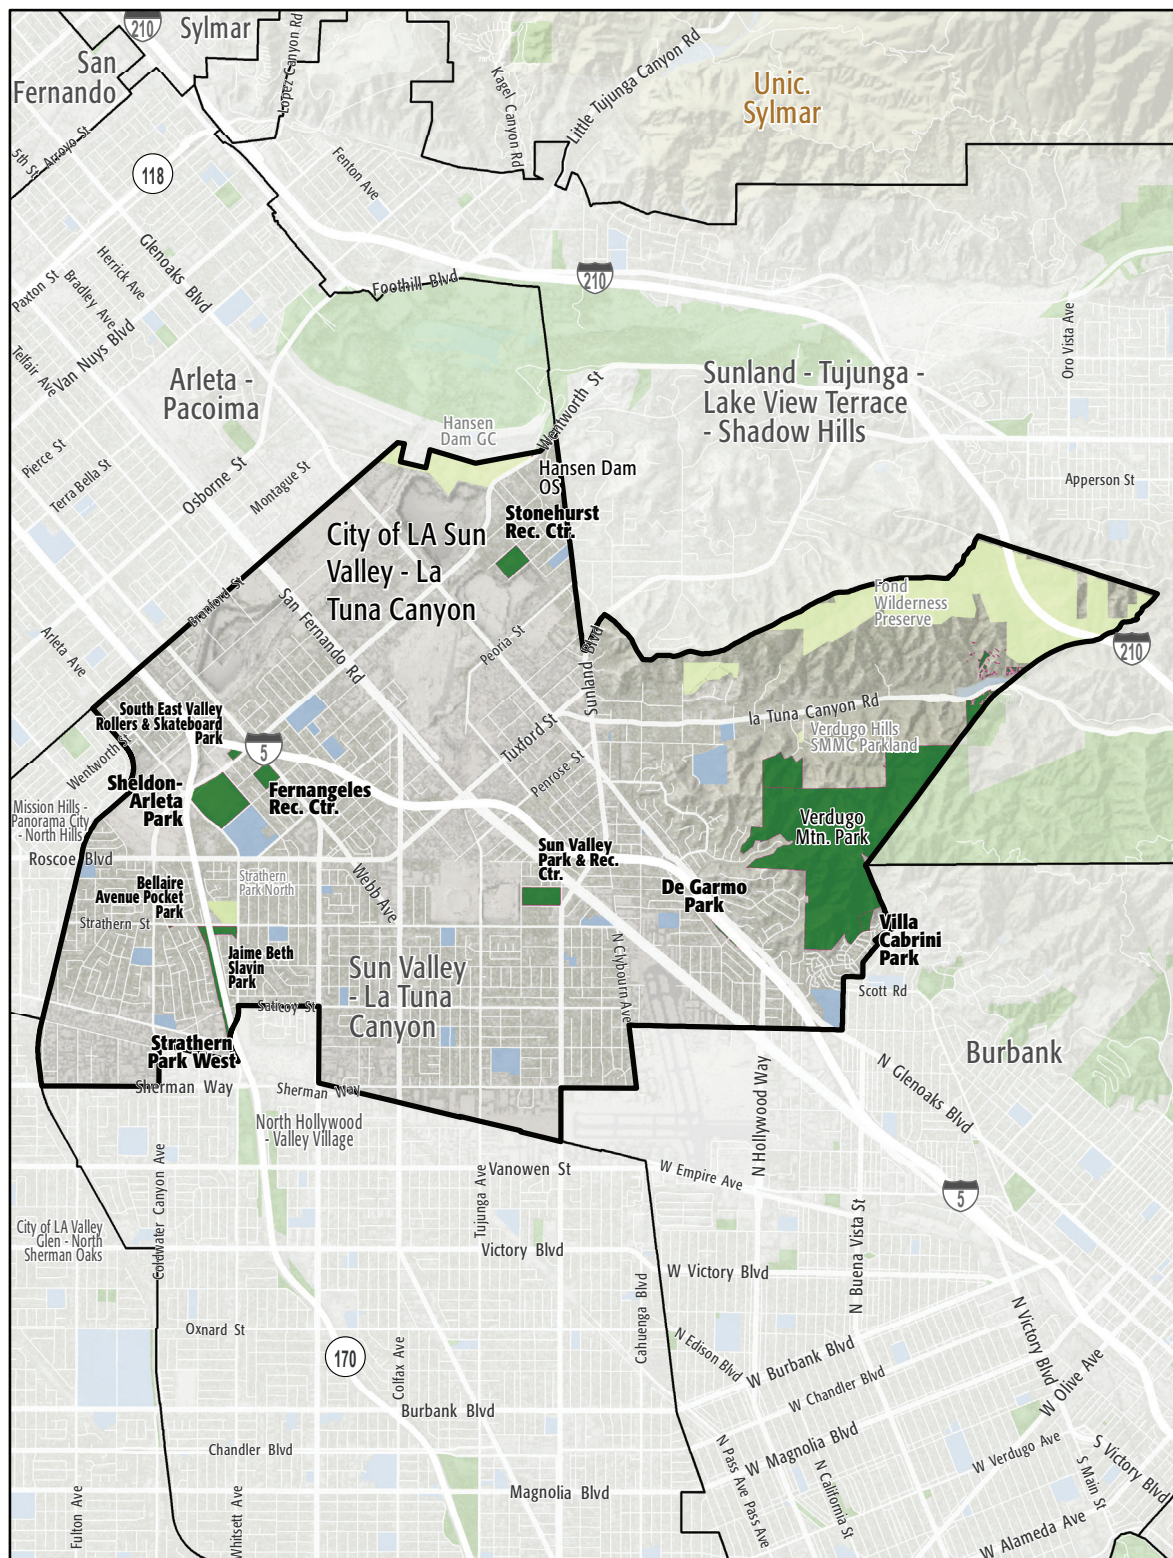 210
Sylmar
San
Fernando
Lopez Canyon Rd
Kagel Canyon Rd
Little Tujunga Canyon Rd
Unic.
Sylmar
5th St
Arroyo St
118
Fenton Ave
Glenoaks Blvd
Herrick Ave
Bradley Ave
Paxton St
Van Nuys Blvd
Telfair Ave
Foothill Blvd
210
Oro Vista Ave
Arleta -
Pacoima
Sunland - Tujunga -
Lake View Terrace
- Shadow Hills
Wentworth St
Hansen
Dam GC
Pierce St
Terra Bella St
Osborne St
Montague St
Hansen Dam
OS
Apperson St
Stonehurst
Rec. Ctr.
City of LA Sun
Valley - La
Tuna Canyon
Branford St
San Fernando Rd
Arleta Ave
Peoria St
Sunland Blvd
Fond
Wilderness
Preserve
210
la Tuna Canyon Rd
South East Valley
Rollers & Skateboard
Park
Wentworth St
5
Tuxford St
Penrose St
Verdugo Hills
SMMC Parkland
Sheldon-
Arleta
Park
Fernangeles
Rec. Ctr.
Mission Hills -
Panorama City
- North Hills
Roscoe Blvd
Verdugo
Mtn. Park
Sun Valley
Park & Rec.
Ctr.
Bellaire
Avenue Pocket
Park
Strathern
Park North
Webb Ave
De Garmo
Park
Strathern St
Villa
Cabrini
Park
Jaime Beth
Slavin
Park
Sun Valley
- La Tuna
Canyon
N Clybourn Ave
Scott Rd
Saticoy St
Strathern
Park West
Burbank
Sherman Way
Sherman Way
N Hollywood Way
N Glenoaks Blvd
North Hollywood
- Valley Village
Coldwater Canyon Ave
Tujunga Ave
Vanowen St
W Empire Ave
5
City of LA Valley
Glen - North
Sherman Oaks
Victory Blvd
W Victory Blvd
N Buena Vista St
Cahuenga Blvd
Oxnard St
170
Colfax Ave
N Edison Blvd
W Burbank Blvd
N Victory Blvd
W Olive Ave
W Chandler Blvd
Burbank Blvd
W Magnolia Blvd
Chandler Blvd
N Pass Ave
Pass Ave
N California St
W Verdugo Ave
S Main St
S Victory Blvd
Magnolia Blvd
Fulton Ave
Whitsett Ave
W Alameda Ave